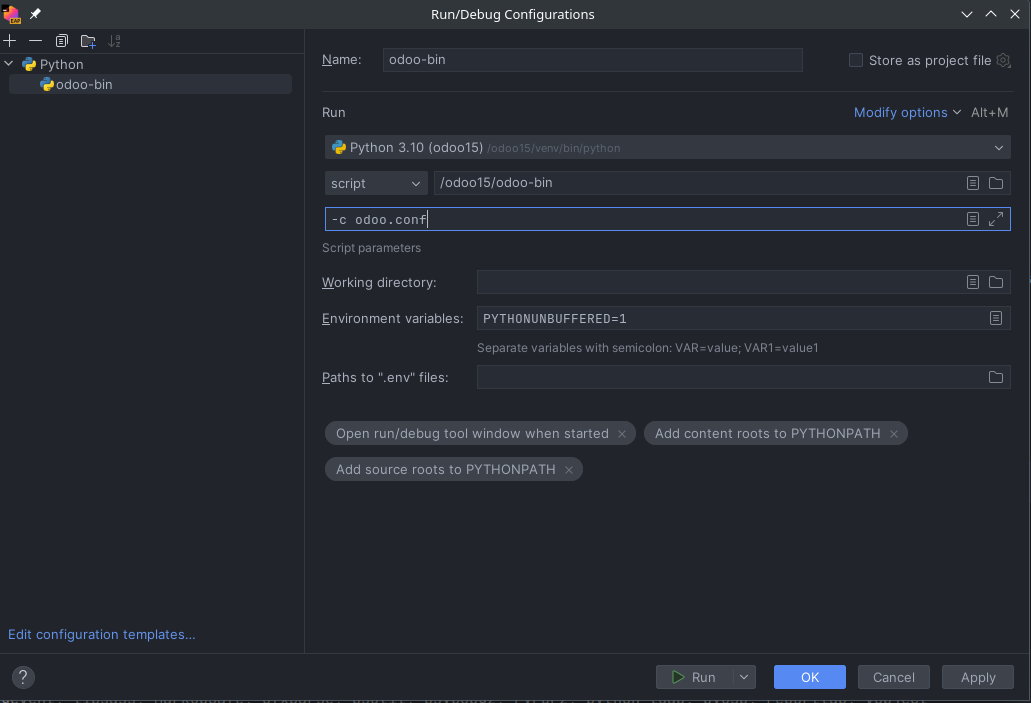 Run/Debug Configurations
Python
odoo-bin
Name:
odoo-bin
Store as project file
Run
Modify options
Alt+M
Python 3.10 (odoo15) /odoo15/venv/bin/python
script
/odoo15/odoo-bin
-c odoo.conf
Script parameters
Working directory:
Environment variables:
PYTHONUNBUFFERED=1
Separate variables with semicolon: VAR=value; VAR1=value1
Paths to ".env" files:
Open run/debug tool window when started
Add content roots to PYTHONPATH
Add source roots to PYTHONPATH
Edit configuration templates...
?
Run
OK
Cancel
Apply